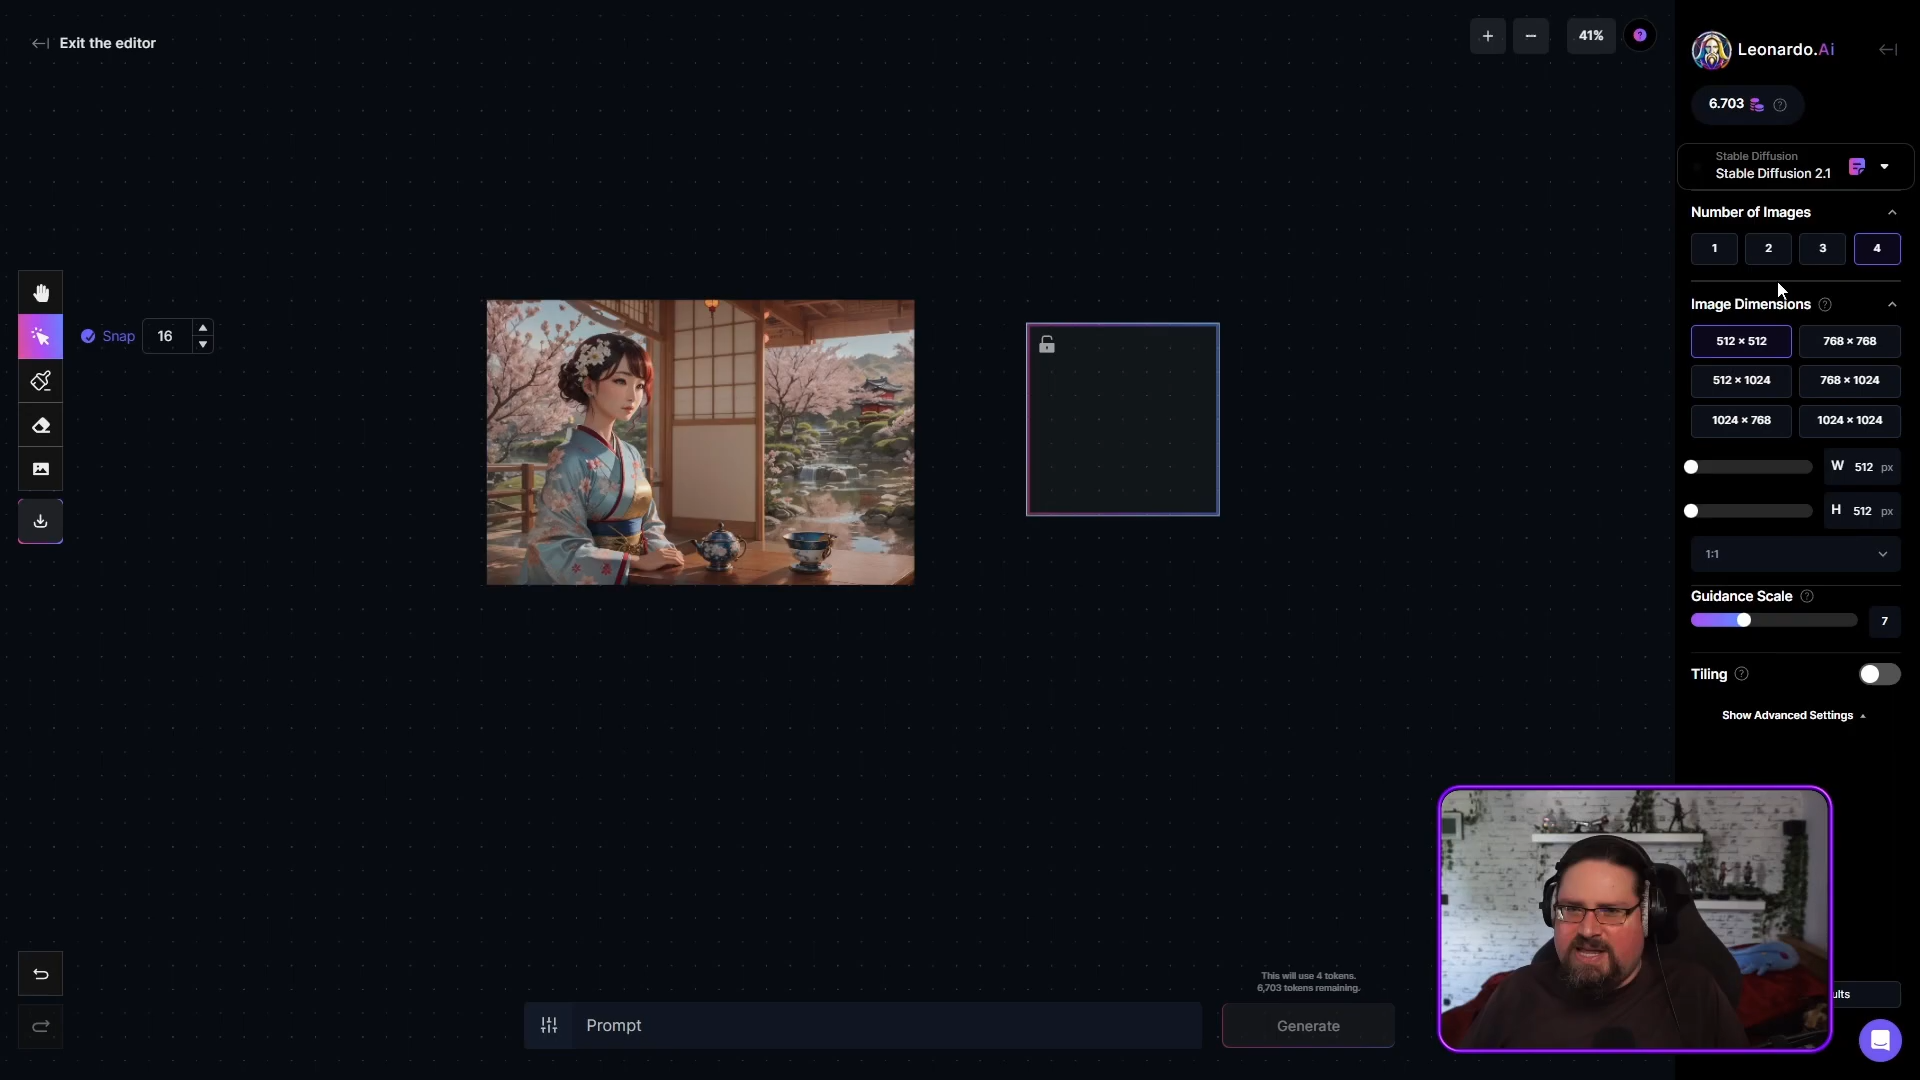 Exit the editor
41%
Leonardo.Ai
6.703
Stable Diffusion
Stable Diffusion 2.1
Number of Images
1 2 3 4
Image Dimensions
512 × 512 768 × 768
512 × 1024 768 × 1024
1024 × 768 1024 × 1024
W 512 px
H 512 px
1:1
Guidance Scale
7
Tiling
Show Advanced Settings
Snap 16
This will use 4 tokens.
6,703 tokens remaining.
Prompt
Generate